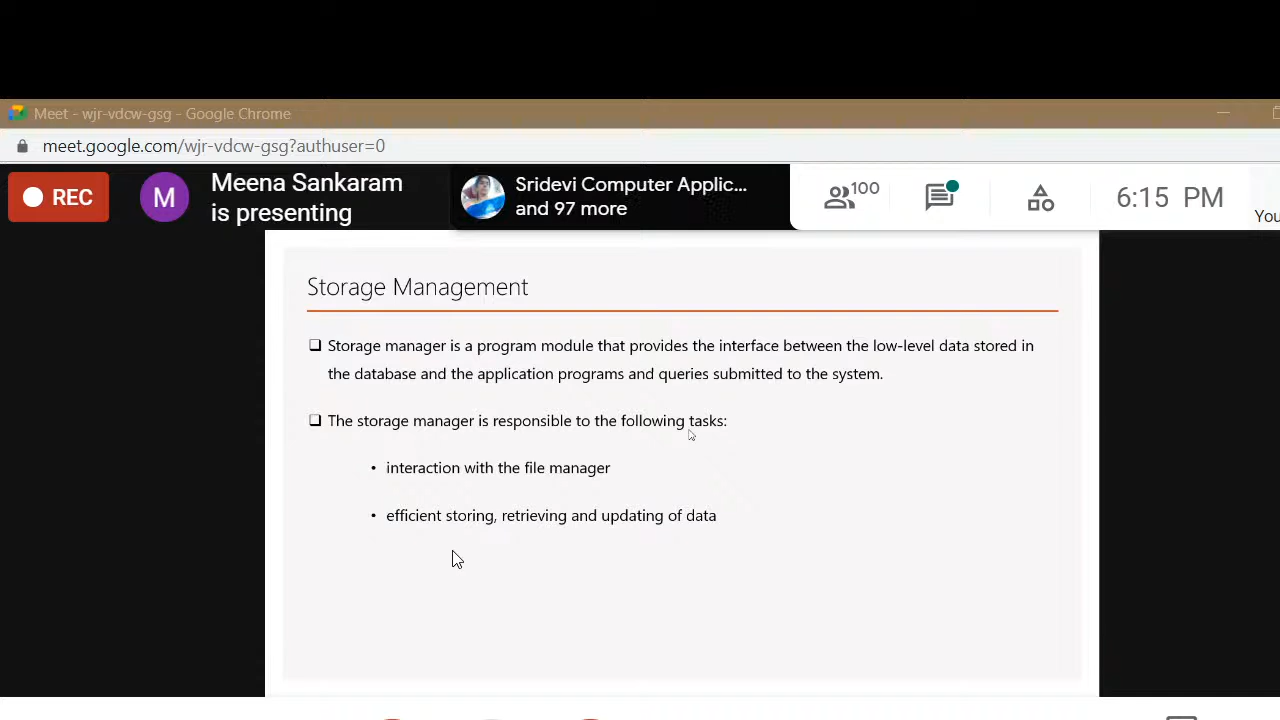 Meet - wjr-vdcw-gsg - Google Chrome
meet.google.com/wjr-vdcw-gsg?authuser=0
REC
M
Meena Sankaram
is presenting
Sridevi Computer Applic...
and 97 more
100
6:15 PM
You
Storage Management
Storage manager is a program module that provides the interface between the low-level data stored in
the database and the application programs and queries submitted to the system.
The storage manager is responsible to the following tasks:
• interaction with the file manager
• efficient storing, retrieving and updating of data